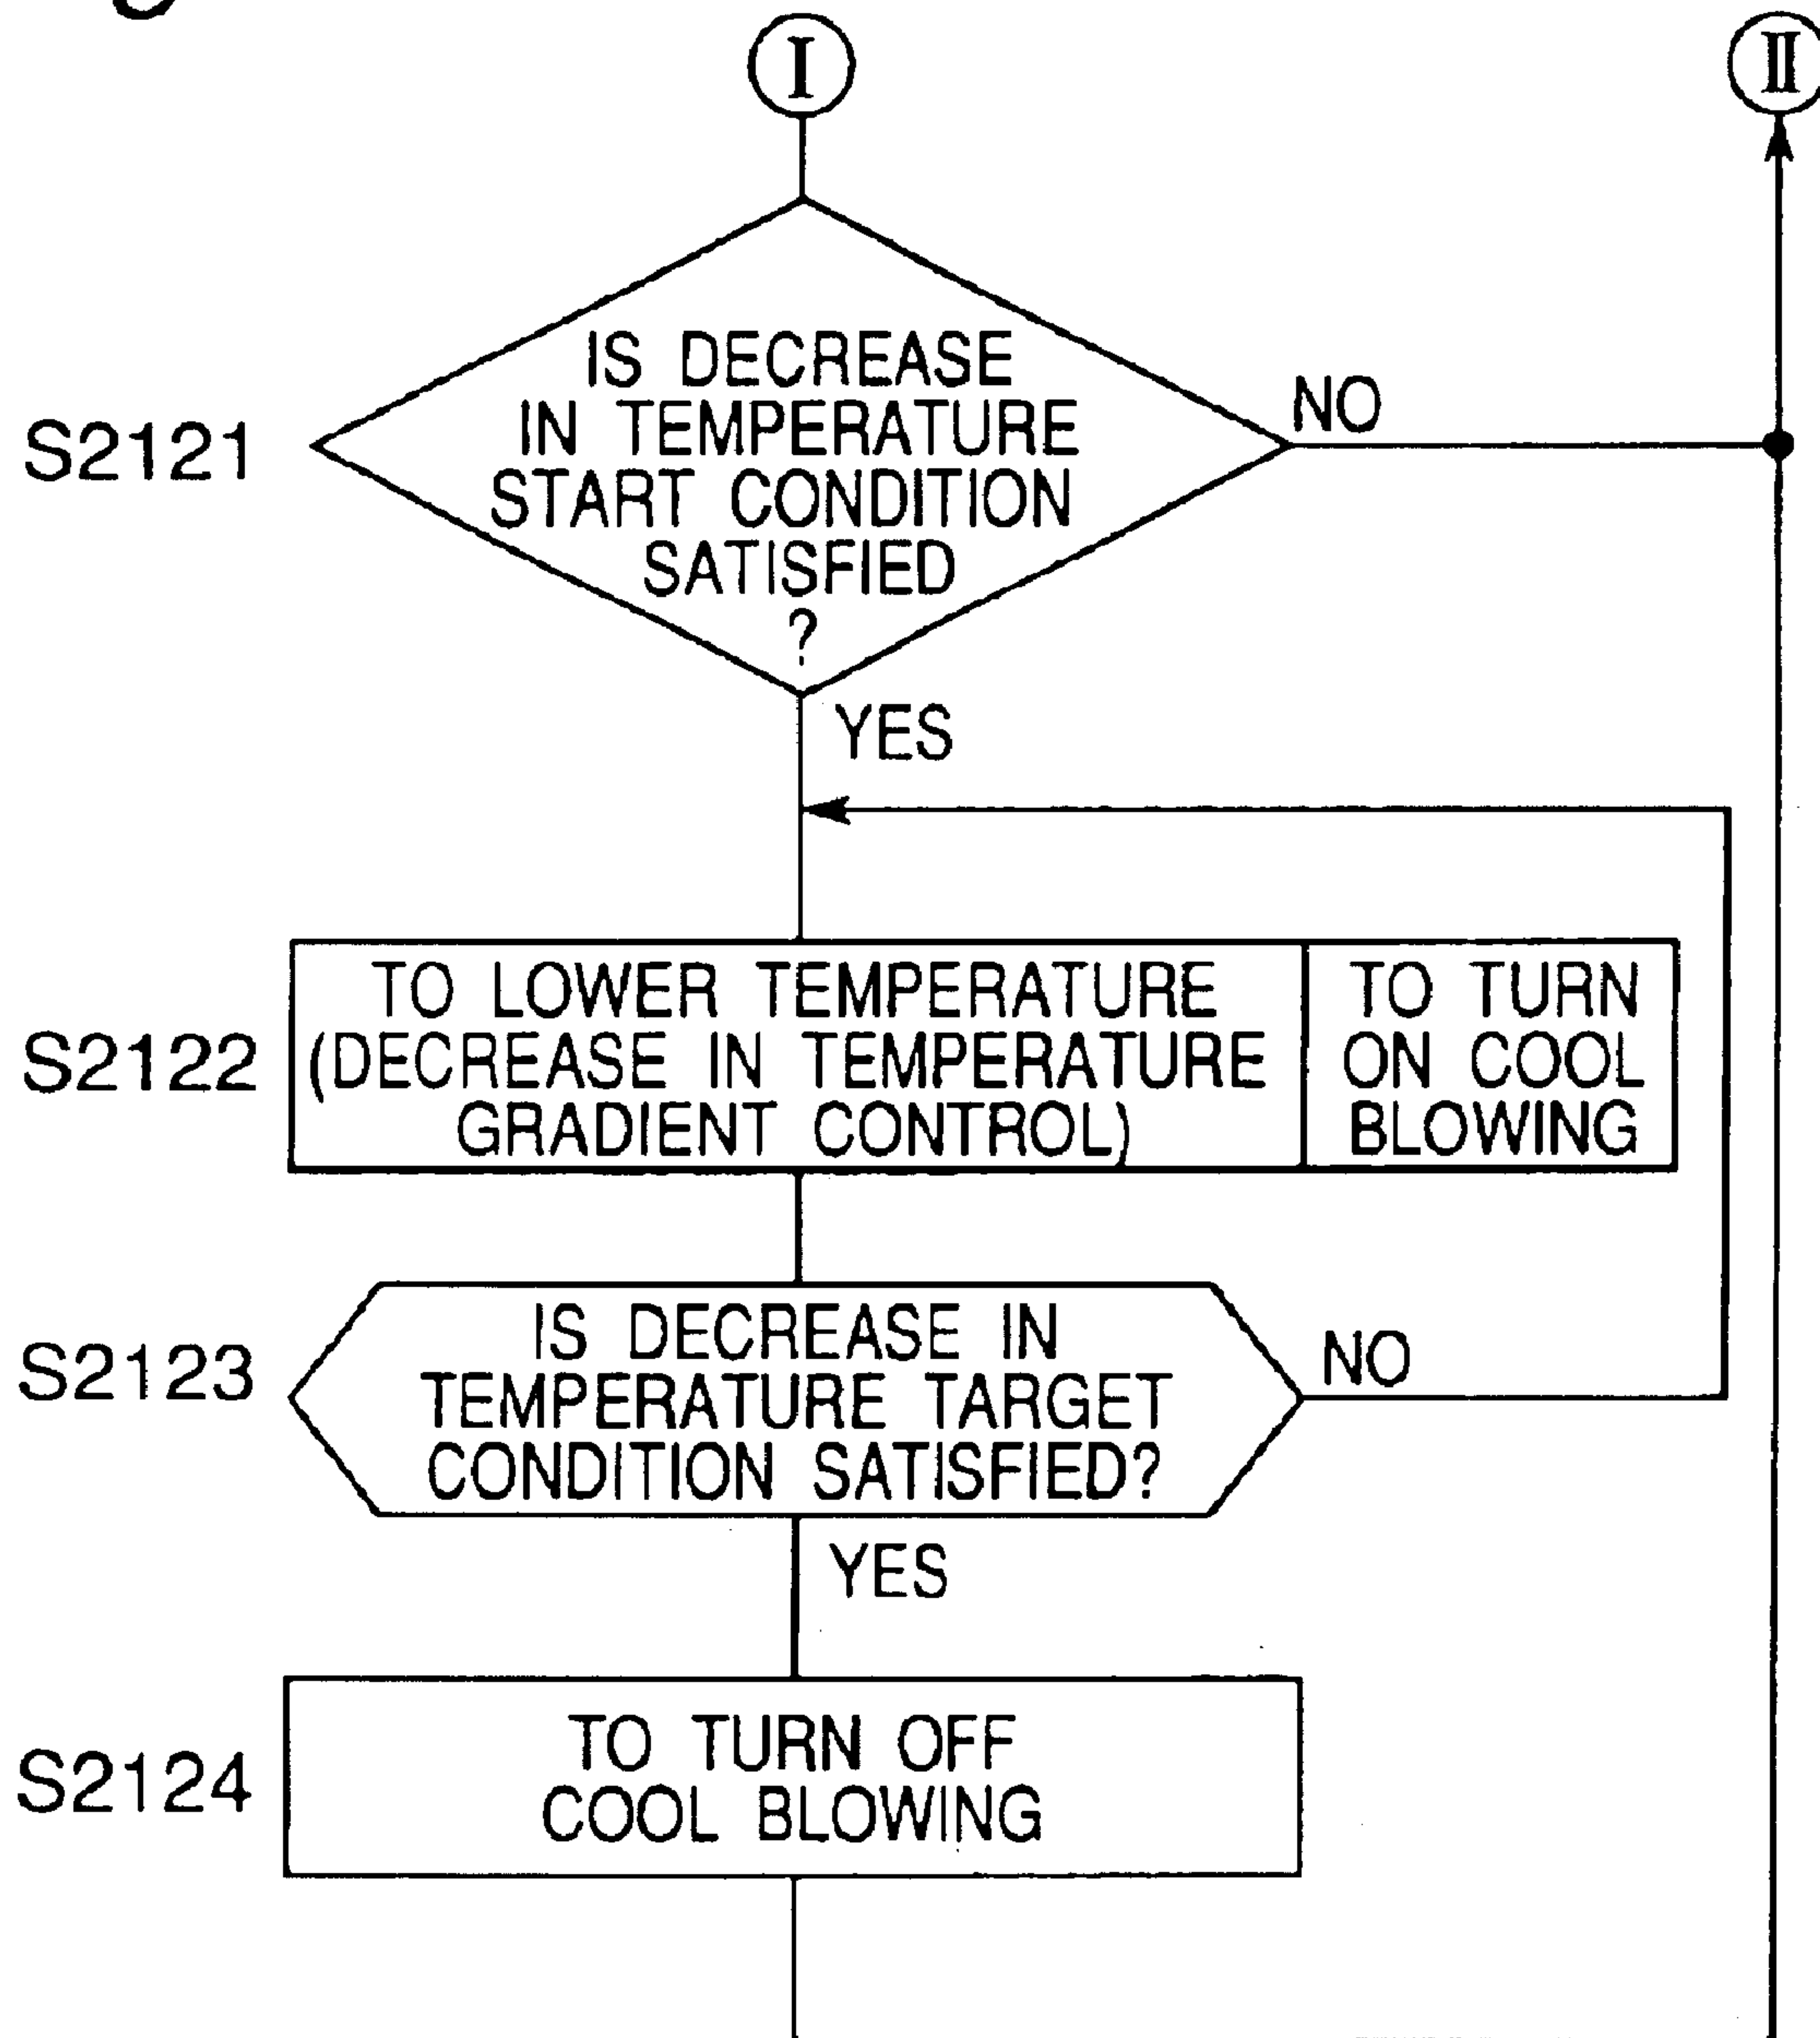 I
II
IS DECREASE
IN TEMPERATURE
START CONDITION
SATISFIED
?
S2121
NO
YES
S2122
TO LOWER TEMPERATURE
(DECREASE IN TEMPERATURE
GRADIENT CONTROL)
TO TURN
ON COOL
BLOWING
S2123
IS DECREASE IN
TEMPERATURE TARGET
CONDITION SATISFIED?
NO
YES
S2124
TO TURN OFF
COOL BLOWING